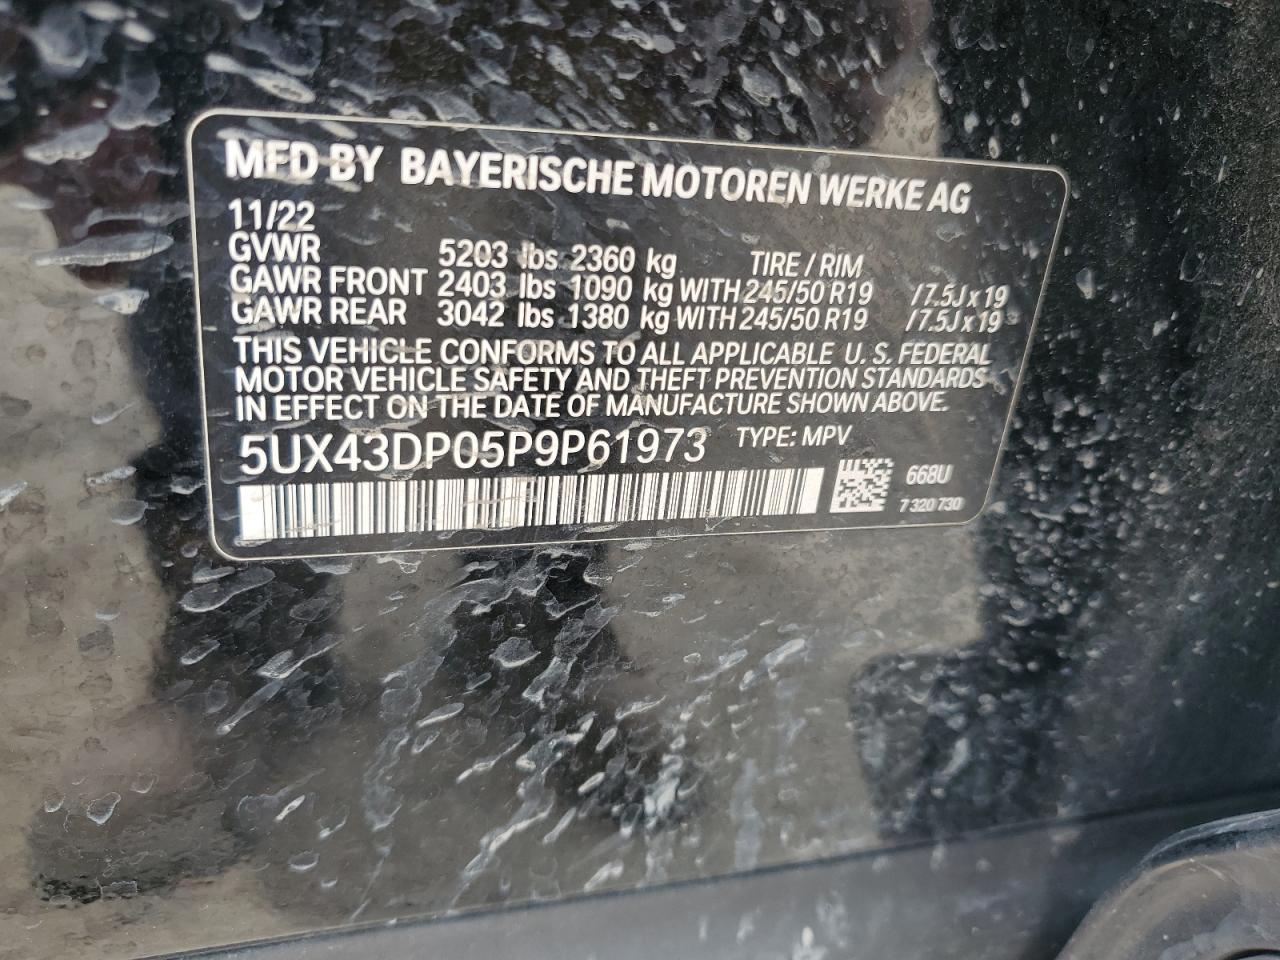 MFD BY BAYERISCHE MOTOREN WERKE AG
11/22
GVWR 5203 lbs 2360 kg TIRE / RIM
GAWR FRONT 2403 lbs 1090 kg WITH 245/50 R19 / 7.5J x 19
GAWR REAR 3042 lbs 1380 kg WITH 245/50 R19 / 7.5J x 19
THIS VEHICLE CONFORMS TO ALL APPLICABLE U. S. FEDERAL
MOTOR VEHICLE SAFETY AND THEFT PREVENTION STANDARDS
IN EFFECT ON THE DATE OF MANUFACTURE SHOWN ABOVE.
5UX43DP05P9P61973 TYPE: MPV
668U
7 320 730